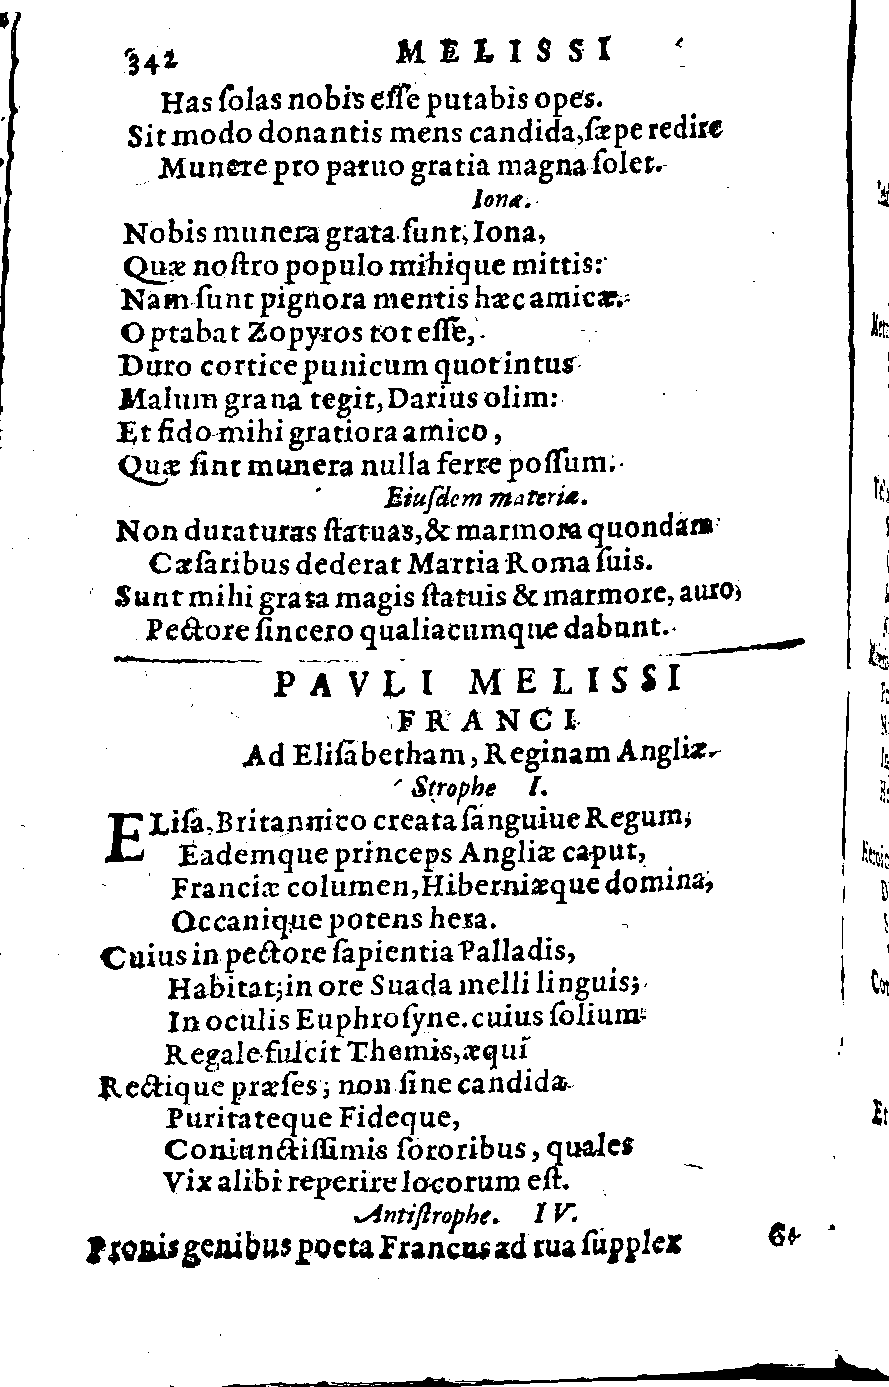 342 MELISSI
Has ſolas nobis eſſe putabis opes.
Sit modo donantis mens candida, ſæpe redire
Munere pro paruo gratia magna ſolet.
Ionæ.
Nobis munera grata ſunt, Iona,
Quæ noſtro populo mihique mittis:
Nam ſunt pignora mentis hæc amicæ.
Optabat Zopyros tot eſſe,
Duro cortice punicum quot intus
Malum grana tegit, Darius olim:
Et fido mihi gratiora amico,
Quæ ſint munera nulla ferre poſſum.
Eiuſdem materiæ.
Non duraturas ſtatuas, & marmora quondam
Cæſaribus dederat Martia Roma ſuis.
Sunt mihi grata magis ſtatuis & marmore, auro,
Pectore ſincero qualiacumque dabunt.
PAVLI MELISSI
FRANCI
Ad Eliſabetham, Reginam Angliæ.
Strophe I.
ELiſa, Britannico creata ſanguiue Regum,
Eademque princeps Angliæ caput,
Franciæ columen, Hiberniæque domina,
Occanique potens hera.
Cuius in pectore ſapientia Palladis,
Habitat; in ore Suada melli linguis;
In oculis Euphroſyne. cuius ſolium
Regale fulcit Themis, æqui
Rectique præſes; non ſine candida
Puritateque Fideque,
Coniunctiſſimis ſororibus, quales
Vix alibi reperire locorum eſt.
Antiſtrophe. IV.
Pronis genibus poeta Francus ad tua ſupplex